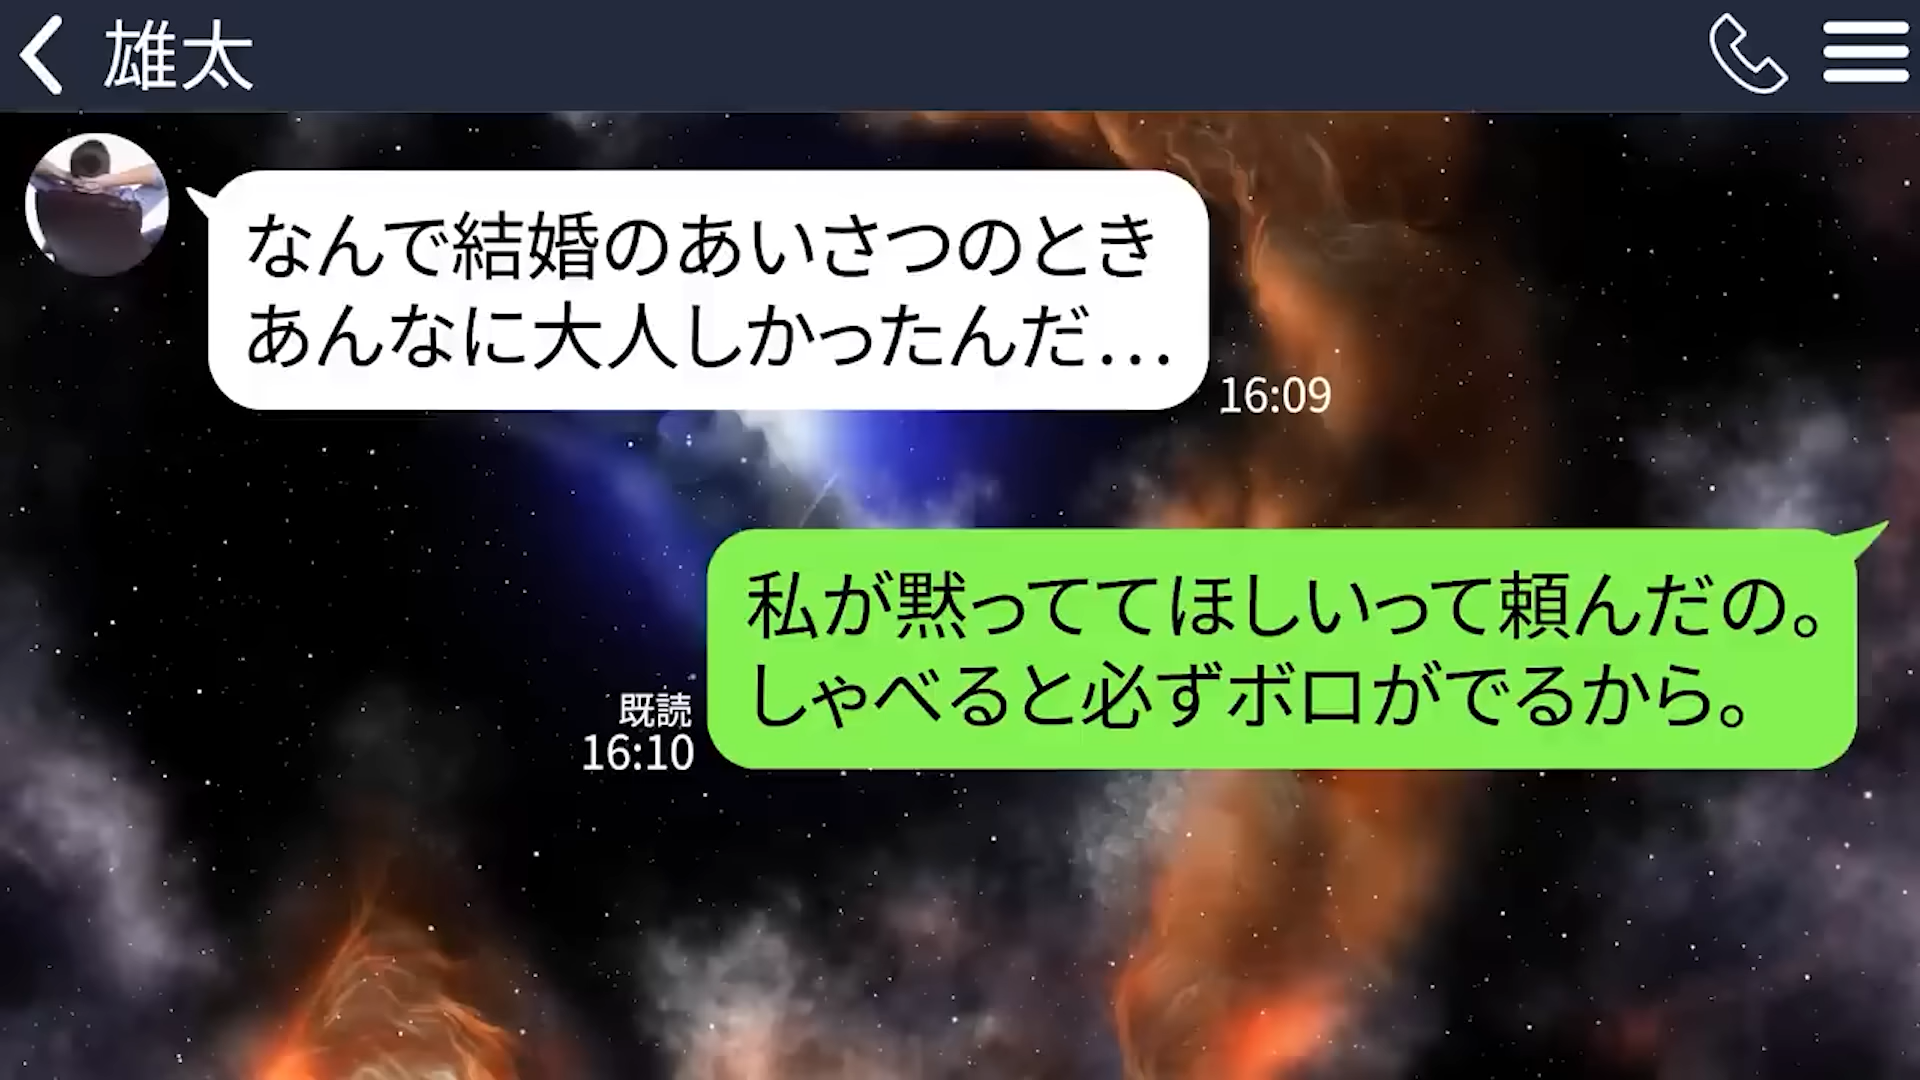 雄太
なんで結婚のあいさつのとき
あんなに大人しかったんだ…
16:09
私が黙っててほしいって頼んだの。
しゃべると必ずボロがでるから。
既読
16:10